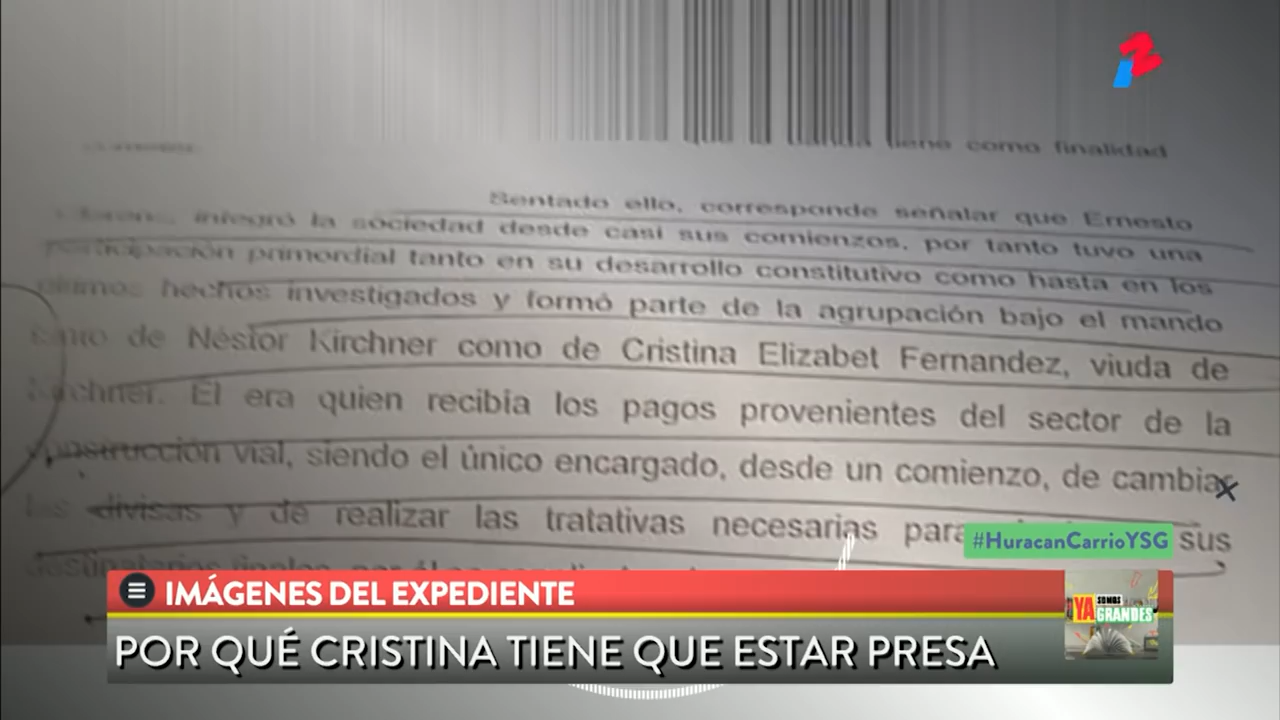 que la banda tiene como finalidad
Sentado ello, corresponde señalar que Ernesto
integró la sociedad desde casi sus comienzos, por tanto tuvo una
participación primordial tanto en su desarrollo constitutivo como hasta en los
hechos investigados y formó parte de la agrupación bajo el mando
de Néstor Kirchner como de Cristina Elizabet Fernandez, viuda de
Kirchner. Él era quien recibía los pagos provenientes del sector de la
construcción vial, siendo el único encargado, desde un comienzo, de cambiar
las divisas y de realizar las tratativas necesarias para sus
#HuracanCarrioYSG
IMÁGENES DEL EXPEDIENTE
YA SOMOS GRANDES
POR QUÉ CRISTINA TIENE QUE ESTAR PRESA